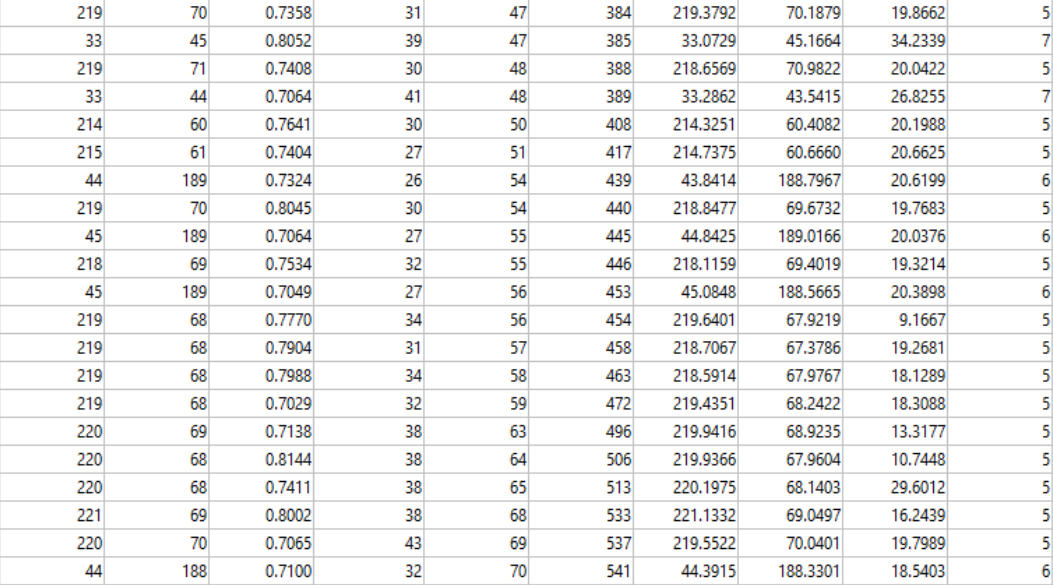 219 70 0.7358 31 47 384 219.3792 70.1879 19.8662 5
33 45 0.8052 39 47 385 33.0729 45.1664 34.2339 7
219 71 0.7408 30 48 388 218.6569 70.9822 20.0422 5
33 44 0.7064 41 48 389 33.2862 43.5415 26.8255 7
214 60 0.7641 30 50 408 214.3251 60.4082 20.1988 5
215 61 0.7404 27 51 417 214.7375 60.6660 20.6625 5
44 189 0.7324 26 54 439 43.8414 188.7967 20.6199 6
219 70 0.8045 30 54 440 218.8477 69.6732 19.7683 5
45 189 0.7064 27 55 445 44.8425 189.0166 20.0376 6
218 69 0.7534 32 55 446 218.1159 69.4019 19.3214 5
45 189 0.7049 27 56 453 45.0848 188.5665 20.3898 6
219 68 0.7770 34 56 454 219.6401 67.9219 9.1667 5
219 68 0.7904 31 57 458 218.7067 67.3786 19.2681 5
219 68 0.7988 34 58 463 218.5914 67.9767 18.1289 5
219 68 0.7029 32 59 472 219.4351 68.2422 18.3088 5
220 69 0.7138 38 63 496 219.9416 68.9235 13.3177 5
220 68 0.8144 38 64 506 219.9366 67.9604 10.7448 5
220 68 0.7411 38 65 513 220.1975 68.1403 29.6012 5
221 69 0.8002 38 68 533 221.1332 69.0497 16.2439 5
220 70 0.7065 43 69 537 219.5522 70.0401 19.7989 5
44 188 0.7100 32 70 541 44.3915 188.3301 18.5403 6